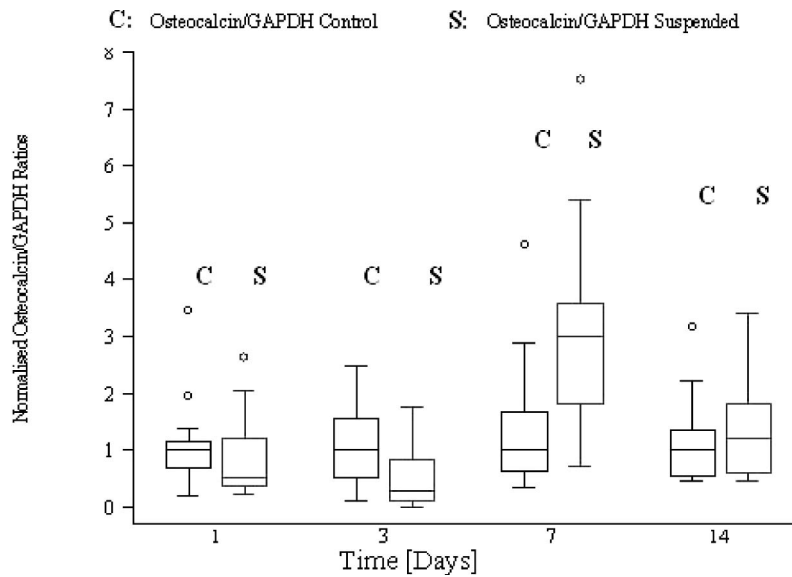 C: Osteocalcin/GAPDH Control S: Osteocalcin/GAPDH Suspended
Normalised Osteocalcin/GAPDH Ratios
8
7
C S
6
C S
5
4 C S C S
3
2
1
0
1 3 7 14
Time [Days]